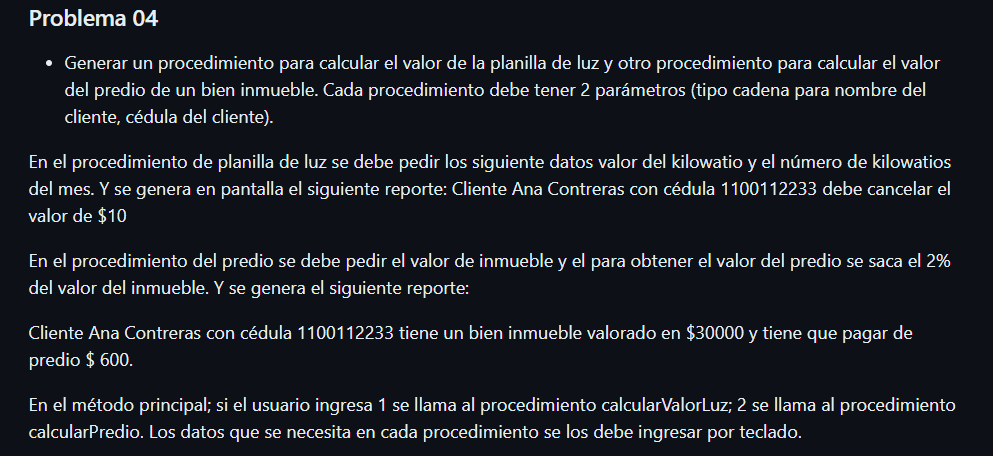 Problema 04
• Generar un procedimiento para calcular el valor de la planilla de luz y otro procedimiento para calcular el valor
del predio de un bien inmueble. Cada procedimiento debe tener 2 parámetros (tipo cadena para nombre del
cliente, cédula del cliente).
En el procedimiento de planilla de luz se debe pedir los siguiente datos valor del kilowatio y el número de kilowatios
del mes. Y se genera en pantalla el siguiente reporte: Cliente Ana Contreras con cédula 1100112233 debe cancelar el
valor de $10
En el procedimiento del predio se debe pedir el valor de inmueble y el para obtener el valor del predio se saca el 2%
del valor del inmueble. Y se genera el siguiente reporte:
Cliente Ana Contreras con cédula 1100112233 tiene un bien inmueble valorado en $30000 y tiene que pagar de
predio $ 600.
En el método principal; si el usuario ingresa 1 se llama al procedimiento calcularValorLuz; 2 se llama al procedimiento
calcularPredio. Los datos que se necesita en cada procedimiento se los debe ingresar por teclado.